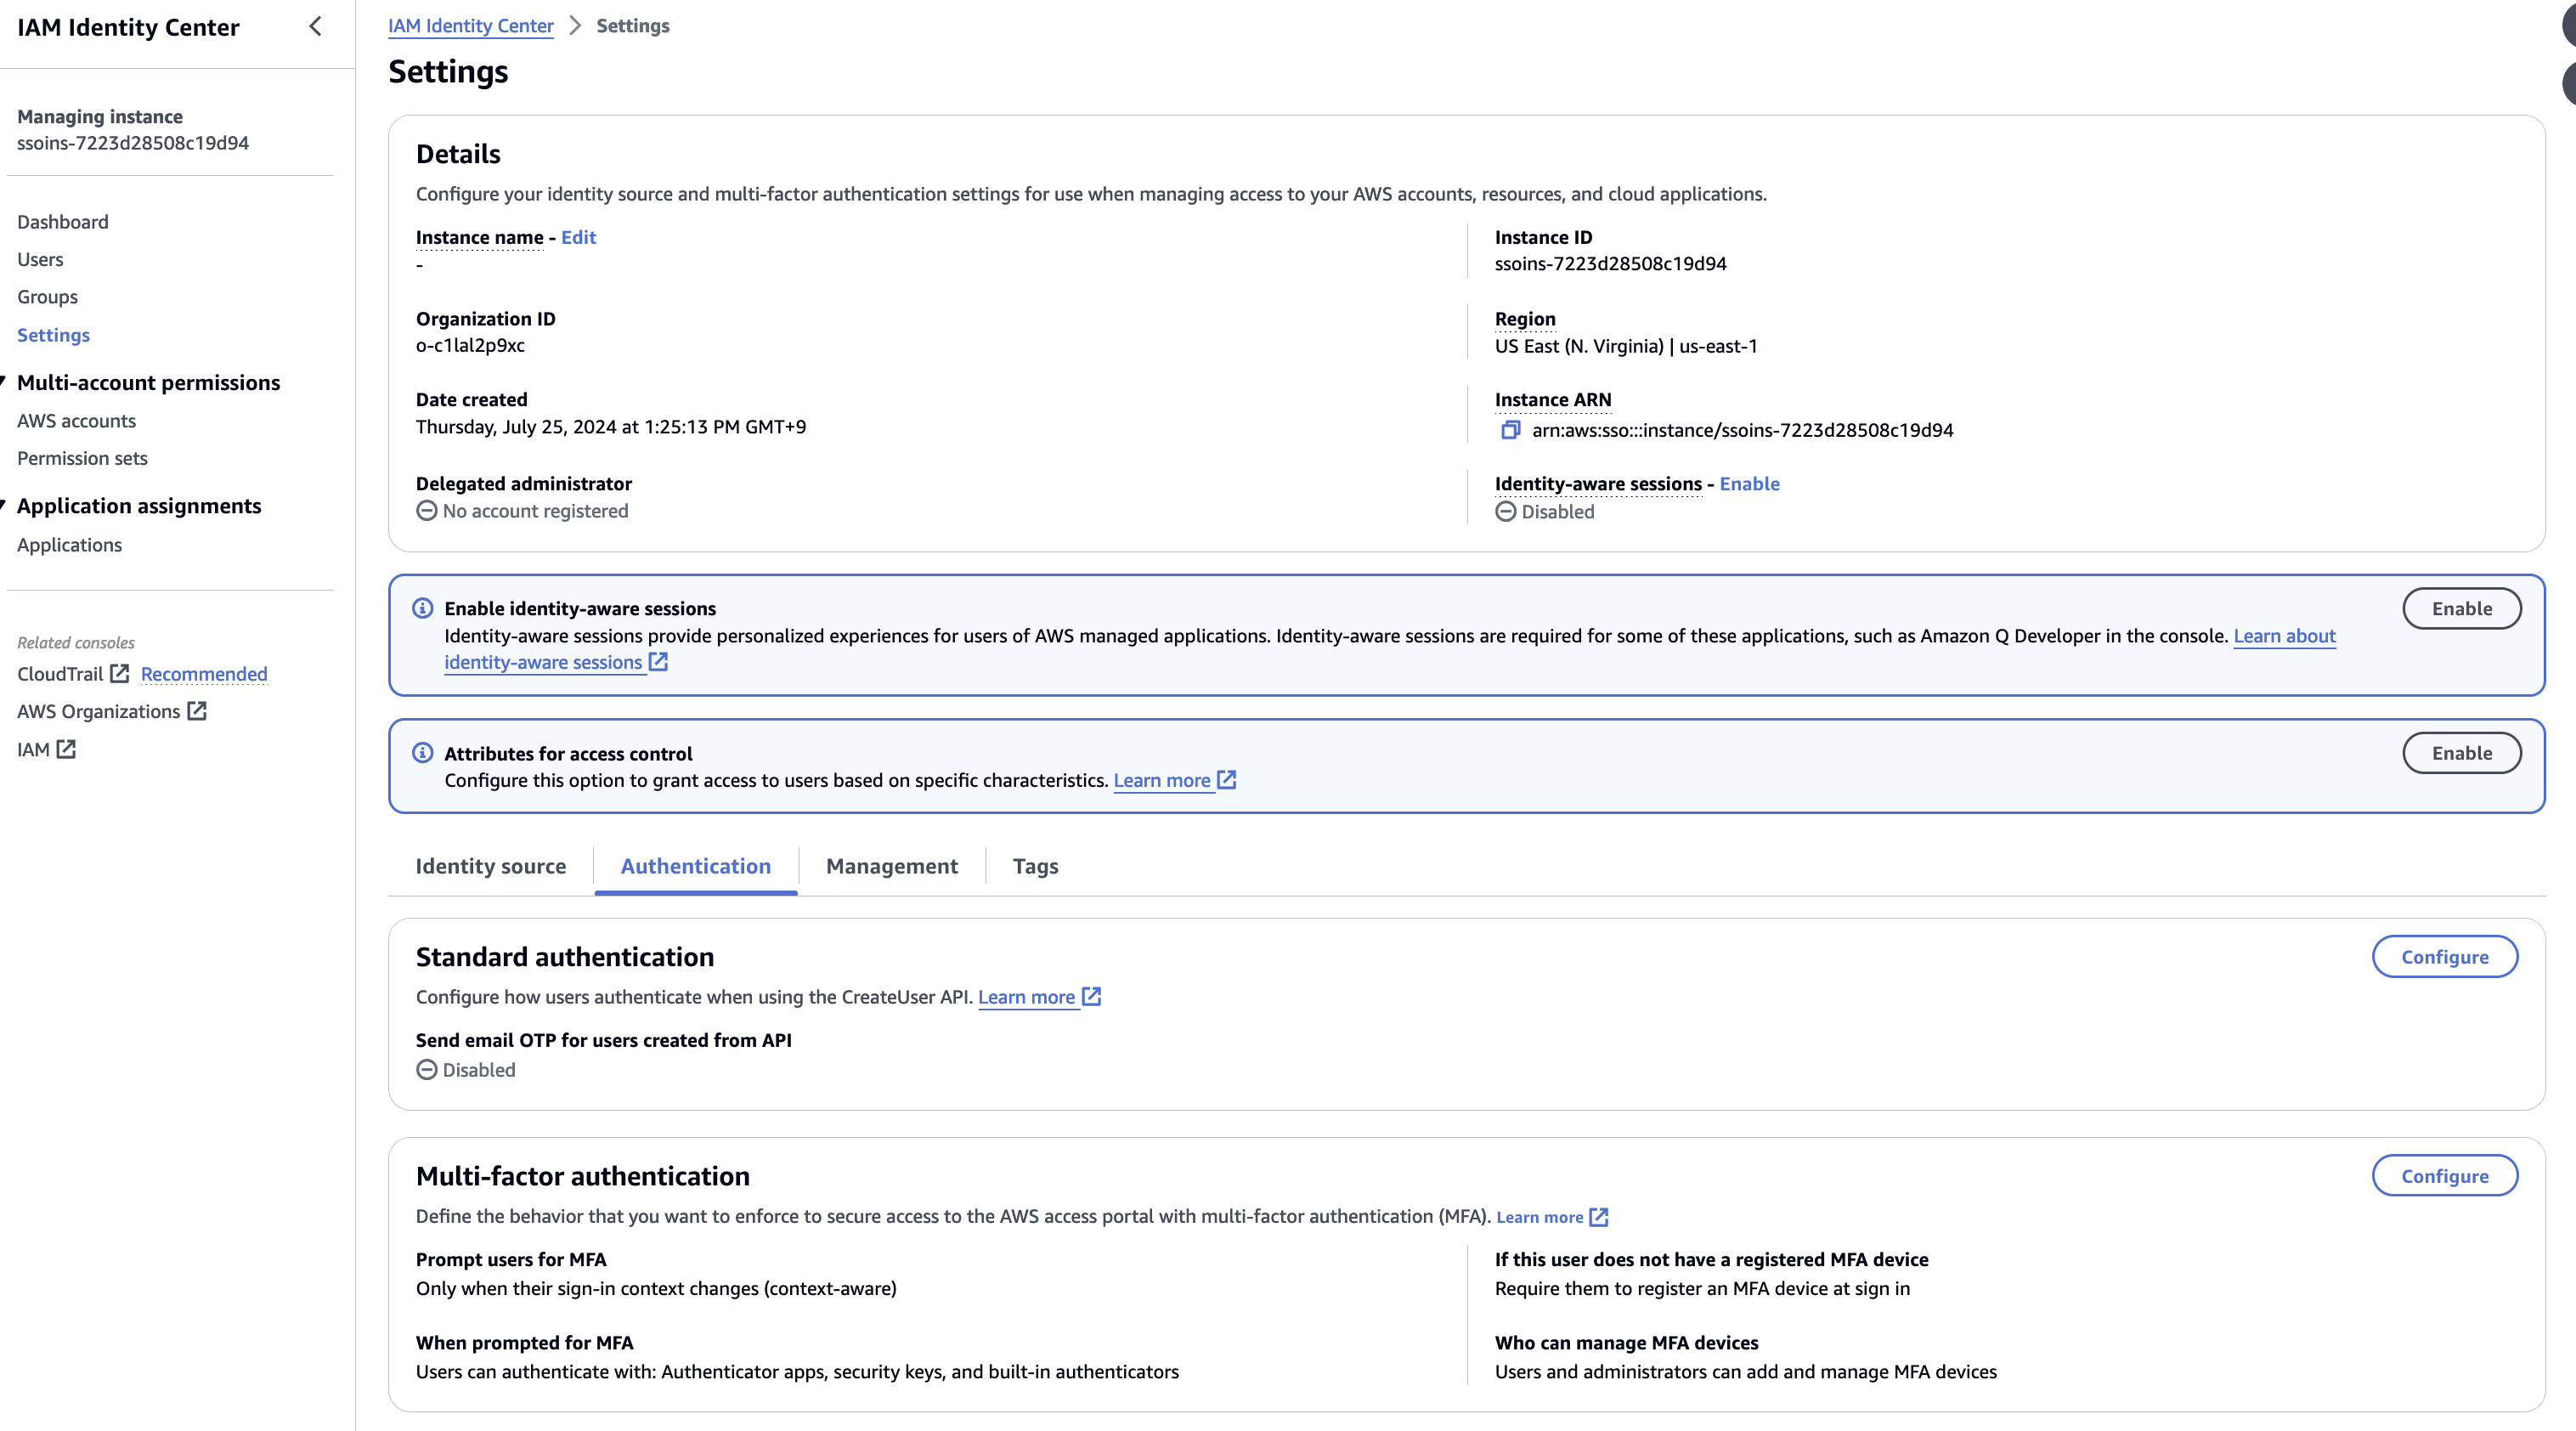 IAM Identity Center
Managing instance
ssoins-7223d28508c19d94
Dashboard
Users
Groups
Settings
Multi-account permissions
AWS accounts
Permission sets
Application assignments
Applications
Related consoles
CloudTrail Recommended
AWS Organizations
IAM
IAM Identity Center > Settings
Settings
Details
Configure your identity source and multi-factor authentication settings for use when managing access to your AWS accounts, resources, and cloud applications.
Instance name - Edit
-
Instance ID
ssoins-7223d28508c19d94
Organization ID
o-c1lal2p9xc
Region
US East (N. Virginia) | us-east-1
Date created
Thursday, July 25, 2024 at 1:25:13 PM GMT+9
Instance ARN
arn:aws:sso:::instance/ssoins-7223d28508c19d94
Delegated administrator
No account registered
Identity-aware sessions - Enable
Disabled
Enable identity-aware sessions
Enable
Identity-aware sessions provide personalized experiences for users of AWS managed applications. Identity-aware sessions are required for some of these applications, such as Amazon Q Developer in the console. Learn about
identity-aware sessions
Attributes for access control
Enable
Configure this option to grant access to users based on specific characteristics. Learn more
Identity source Authentication Management Tags
Standard authentication
Configure
Configure how users authenticate when using the CreateUser API. Learn more
Send email OTP for users created from API
Disabled
Multi-factor authentication
Configure
Define the behavior that you want to enforce to secure access to the AWS access portal with multi-factor authentication (MFA). Learn more
Prompt users for MFA
Only when their sign-in context changes (context-aware)
If this user does not have a registered MFA device
Require them to register an MFA device at sign in
When prompted for MFA
Users can authenticate with: Authenticator apps, security keys, and built-in authenticators
Who can manage MFA devices
Users and administrators can add and manage MFA devices